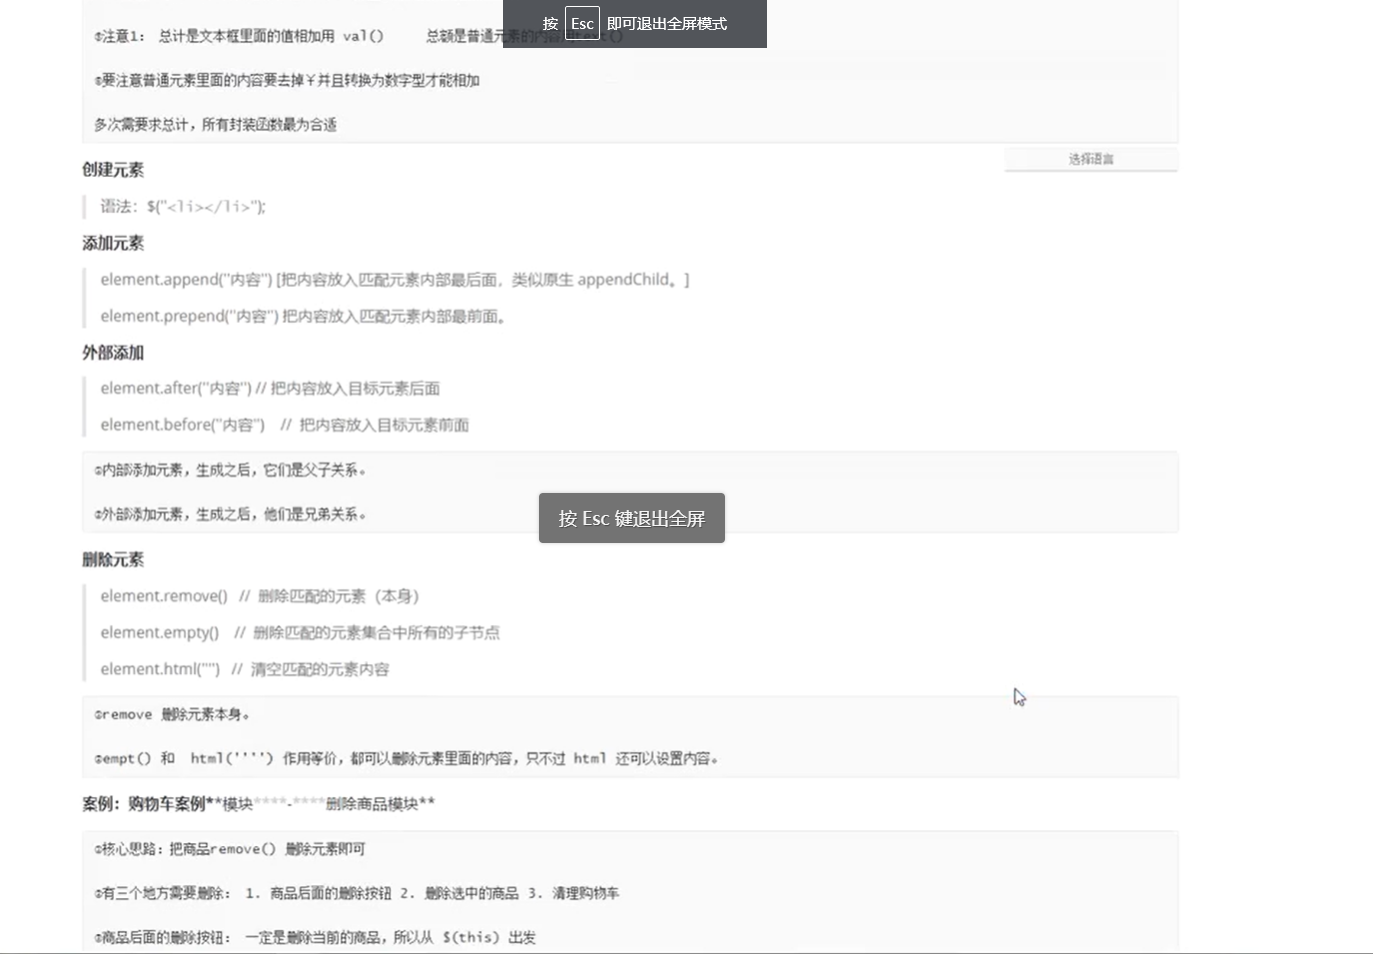 按 Esc 即可退出全屏模式
①注意1： 总计是文本框里面的值相加用 val() 总额是普通元素的内容用text()
②要注意普通元素里面的内容要去掉￥并且转换为数字型才能相加
多次需要求总计，所有封装函数最为合适
创建元素
选择语言
语法：$("<li></li>");
添加元素
element.append("内容") [把内容放入匹配元素内部最后面，类似原生 appendChild。]
element.prepend("内容") 把内容放入匹配元素内部最前面。
外部添加
element.after("内容") // 把内容放入目标元素后面
element.before("内容") // 把内容放入目标元素前面
①内部添加元素，生成之后，它们是父子关系。
②外部添加元素，生成之后，他们是兄弟关系。
按 Esc 键退出全屏
删除元素
element.remove() // 删除匹配的元素（本身）
element.empty() // 删除匹配的元素集合中所有的子节点
element.html("") // 清空匹配的元素内容
①remove 删除元素本身。
②empt() 和 html('''') 作用等价，都可以删除元素里面的内容，只不过 html 还可以设置内容。
案例：购物车案例**模块****-****删除商品模块**
①核心思路：把商品remove() 删除元素即可
②有三个地方需要删除： 1. 商品后面的删除按钮 2. 删除选中的商品 3. 清理购物车
③商品后面的删除按钮： 一定是删除当前的商品，所以从 $(this) 出发